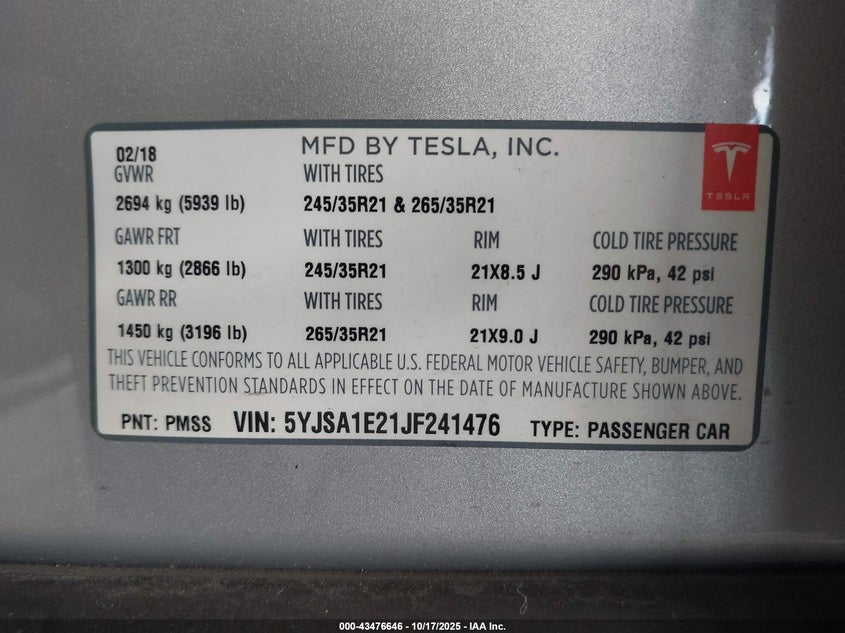 MFD BY TESLA, INC.
02/18
GVWR WITH TIRES
2694 kg (5939 lb) 245/35R21 & 265/35R21
GAWR FRT WITH TIRES RIM COLD TIRE PRESSURE
1300 kg (2866 lb) 245/35R21 21X8.5 J 290 kPa, 42 psi
GAWR RR WITH TIRES RIM COLD TIRE PRESSURE
1450 kg (3196 lb) 265/35R21 21X9.0 J 290 kPa, 42 psi
THIS VEHICLE CONFORMS TO ALL APPLICABLE U.S. FEDERAL MOTOR VEHICLE SAFETY, BUMPER, AND
THEFT PREVENTION STANDARDS IN EFFECT ON THE DATE OF MANUFACTURE SHOWN ABOVE.
PNT: PMSS VIN: 5YJSA1E21JF241476 TYPE: PASSENGER CAR
TESLA
000-43476646 - 10/17/2025 - IAA Inc.